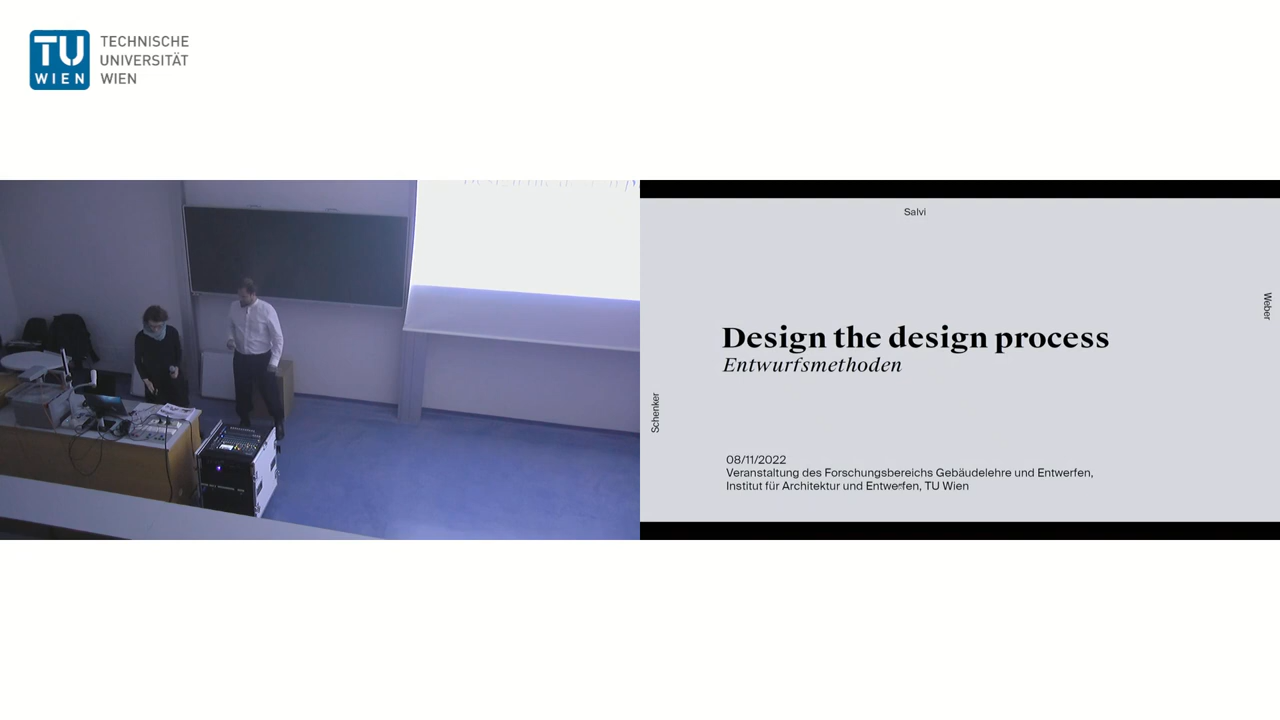 TU
WIEN
TECHNISCHE
UNIVERSITÄT
WIEN
Salvi
Weber
Design the design process
Entwurfsmethoden
Schenker
08/11/2022
Veranstaltung des Forschungsbereichs Gebäudelehre und Entwerfen,
Institut für Architektur und Entwerfen, TU Wien